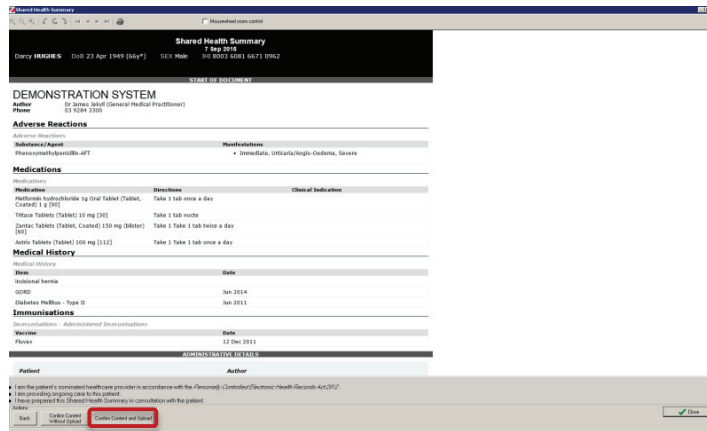 Shared Health Summary
Mousewheel zoom control
Shared Health Summary
7 Sep 2015
Darcy HUGHES DoB 23 Apr 1949 (66y*) SEX Male IHI 8003 6081 6671 0962
START OF DOCUMENT
DEMONSTRATION SYSTEM
Author Dr James Jekyll (General Medical Practitioner)
Phone 03 9284 3300
Adverse Reactions
Adverse Reactions
Substance/Agent Manifestations
Phenoxymethylpenicillin-AFT • Immediate, Urticaria/Angio-Oedema, Severe
Medications
Medications
Medication Directions Clinical Indication
Metformin hydrochloride 1g Oral Tablet (Tablet, Take 1 tab once a day
Coated) 1 g [90]
Tritace Tablets (Tablet) 10 mg [30] Take 1 tab nocte
Zantac Tablets (Tablet, Coated) 150 mg (blister) Take 1 Take 1 tab twice a day
[60]
Astrix Tablets (Tablet) 100 mg [112] Take 1 Take 1 tab once a day
Medical History
Medical History
Item Date
Incisional hernia
GORD Jun 2014
Diabetes Mellitus - Type II Jun 2011
Immunisations
Immunisations - Administered Immunisations
Vaccine Date
Fluvax 12 Dec 2011
ADMINISTRATIVE DETAILS
Patient Author
• I am the patient's nominated healthcare provider in accordance with the Personally Controlled Electronic Health Records Act 2012.
• I am providing ongoing care to this patient.
• I have prepared this Shared Health Summary in consultation with the patient.
Actions
Back
Confirm Content
Without Upload
Confirm Content and Upload
Close